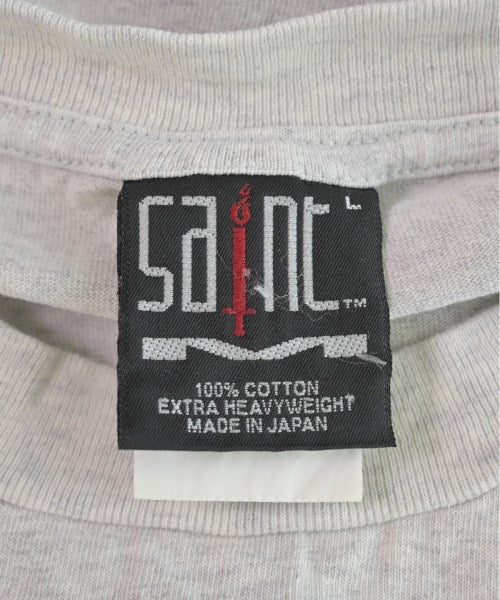 saint L
TM
100% COTTON
EXTRA HEAVYWEIGHT
MADE IN JAPAN